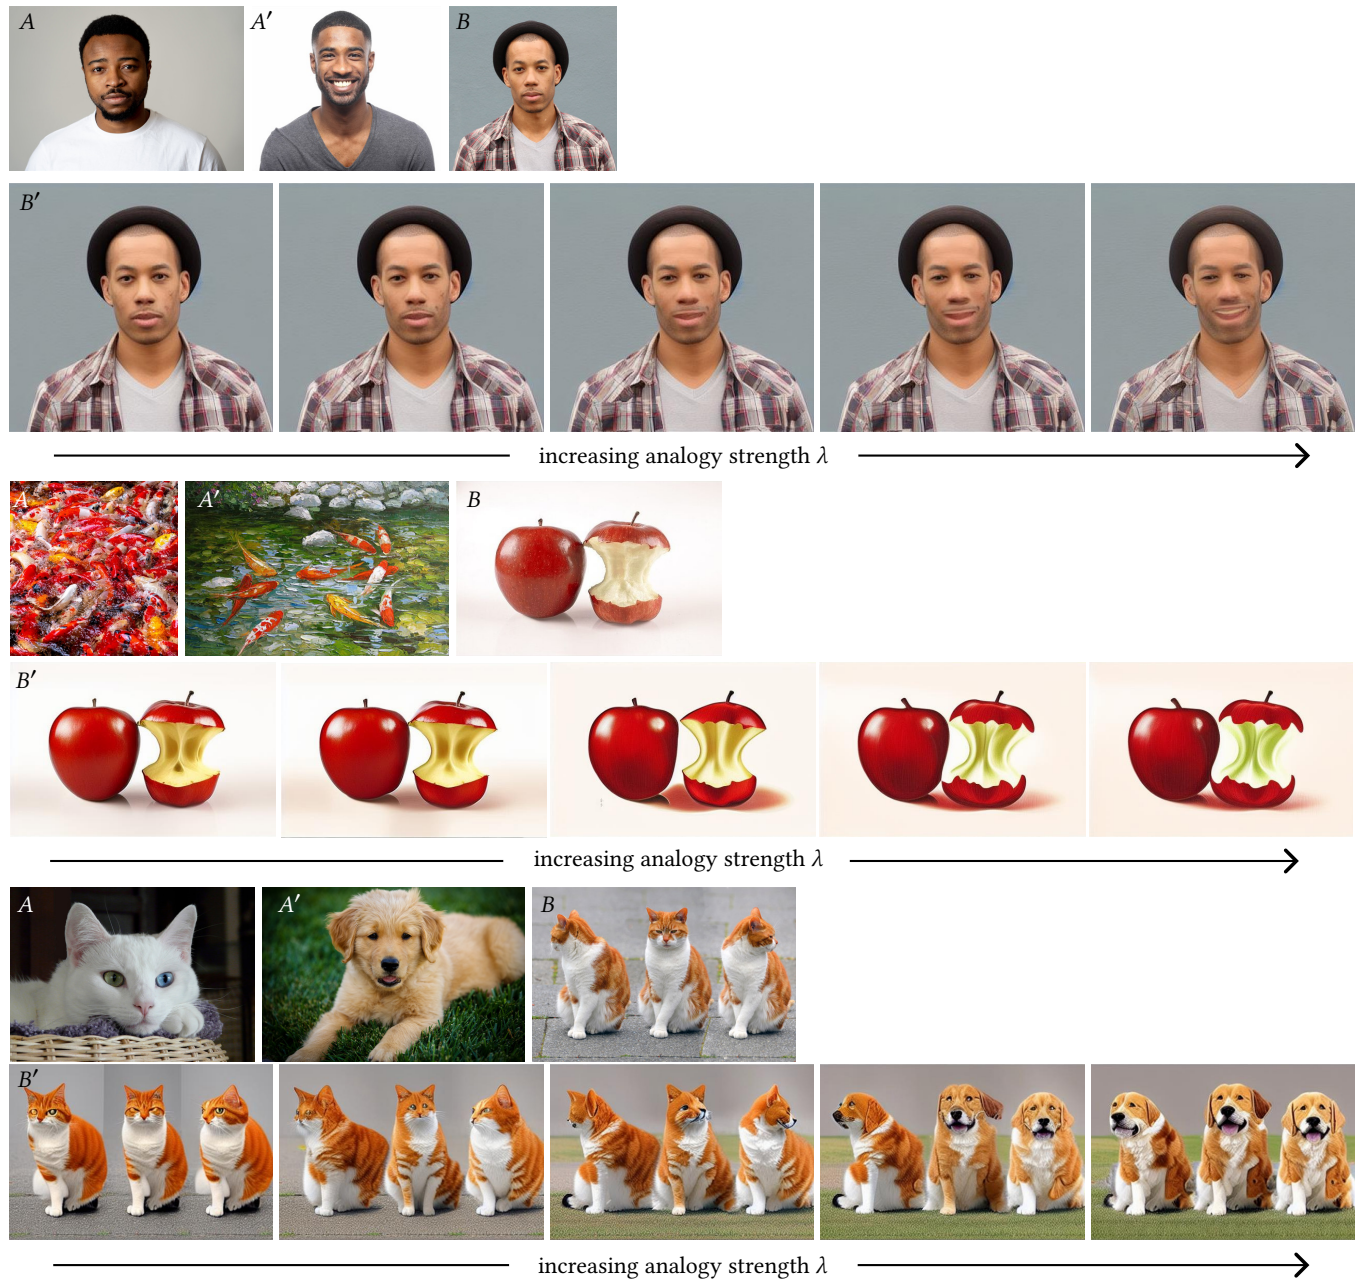 A A′ B
B′
increasing analogy strength λ
A A′ B
B′
increasing analogy strength λ
A A′ B
B′
increasing analogy strength λ